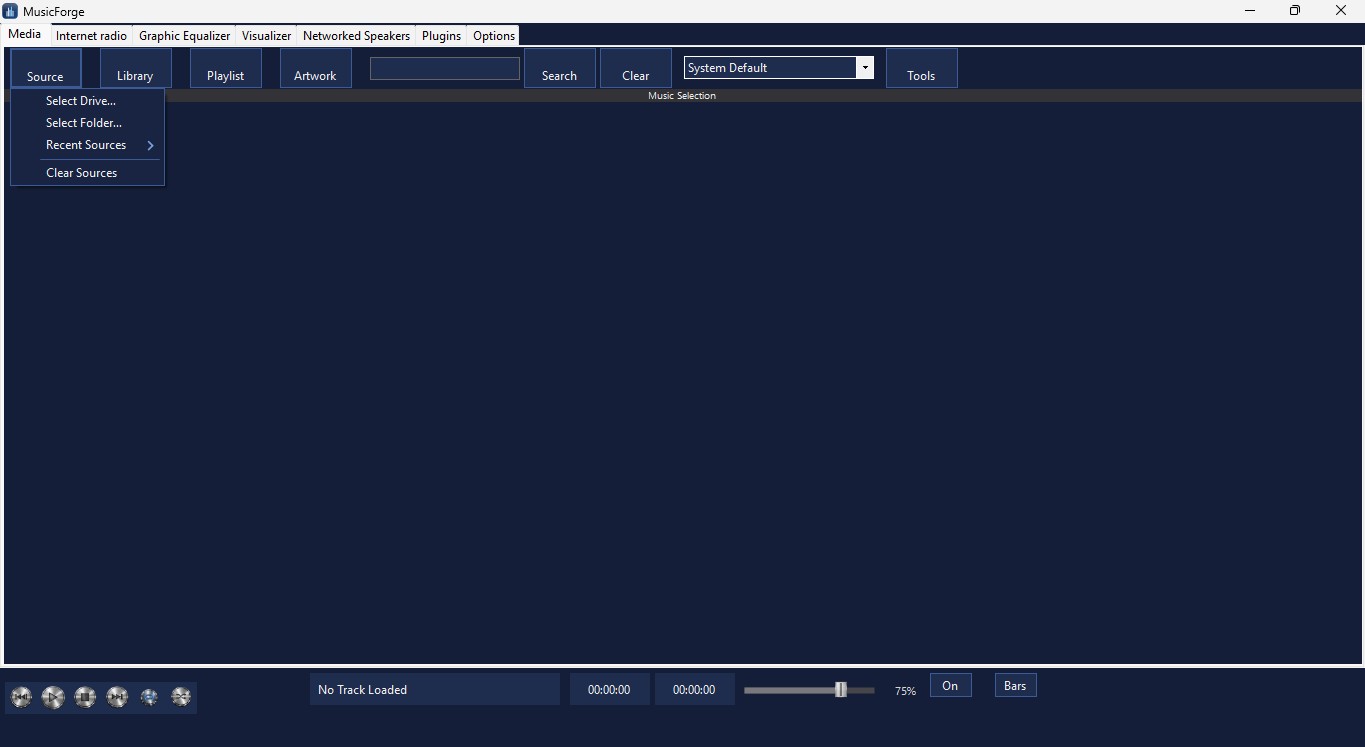 MusicForge
Media Internet radio Graphic Equalizer Visualizer Networked Speakers Plugins Options
Source Library Playlist Artwork Search Clear System Default Tools
Music Selection
Select Drive...
Select Folder...
Recent Sources
Clear Sources
No Track Loaded 00:00:00 00:00:00 75% On Bars